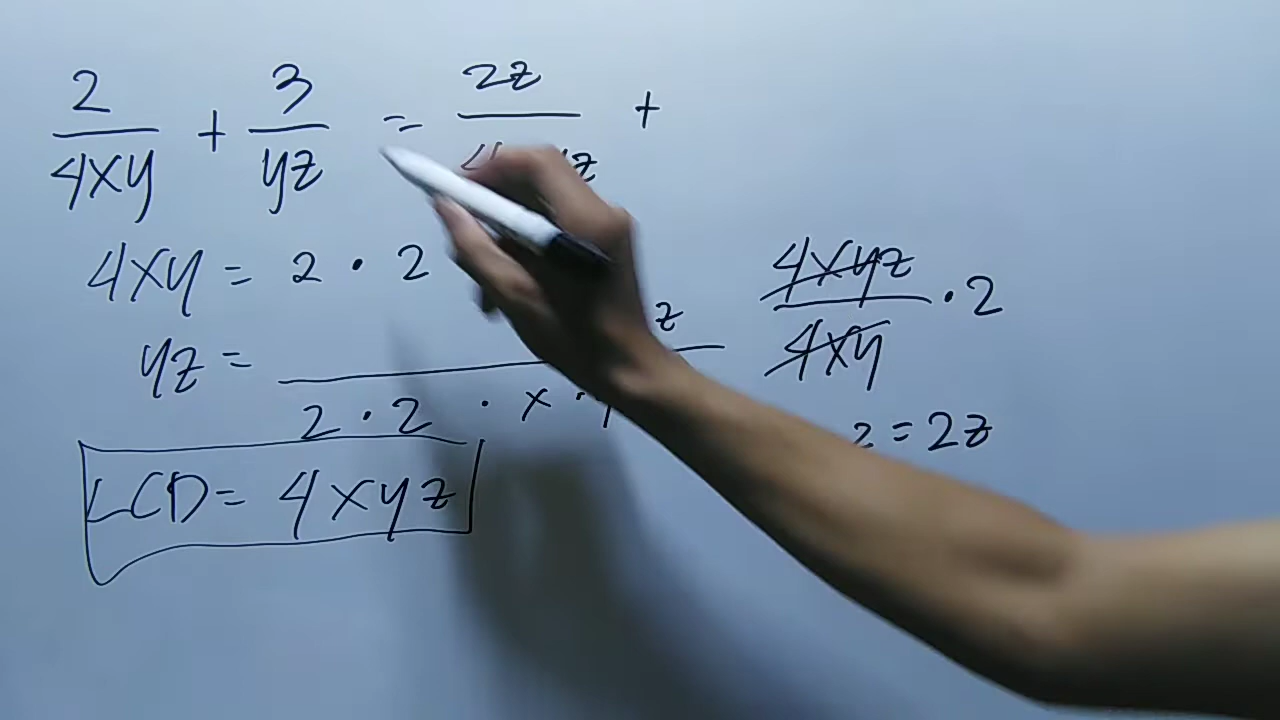 2/4xy + 3/yz = 2z/ +
4xy = 2 · 2
yz = z
2 · 2 · x ·
LCD = 4xyz
4xyz/4xy · 2
= 2z